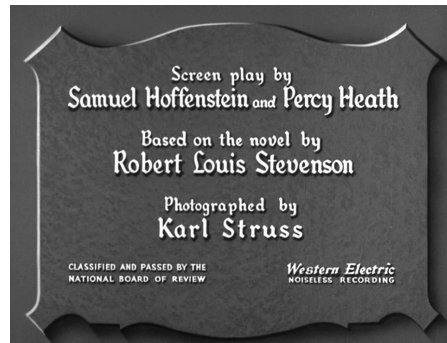 Screen play by
Samuel Hoffenstein and Percy Heath
Based on the novel by
Robert Louis Stevenson
Photographed by
Karl Struss
CLASSIFIED AND PASSED BY THE
NATIONAL BOARD OF REVIEW
Western Electric
NOISELESS RECORDING